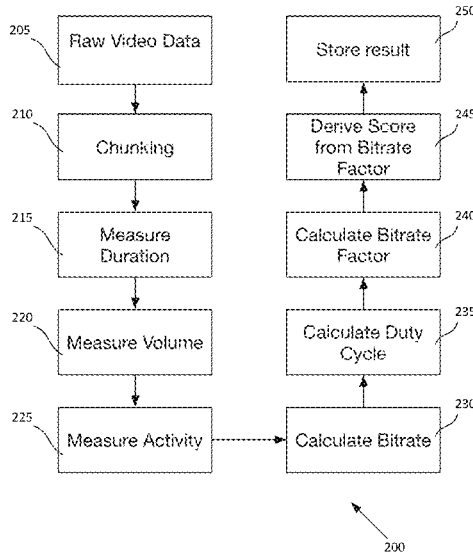 205
Raw Video Data
210
Chunking
215
Measure
Duration
220
Measure Volume
225
Measure Activity
230
Calculate Bitrate
235
Calculate Duty
Cycle
240
Calculate Bitrate
Factor
245
Derive Score
from Bitrate
Factor
250
Store result
200